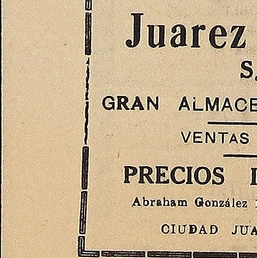 Juarez
S
GRAN ALMACE
VENTAS
PRECIOS
Abraham González
CIUDAD JUA